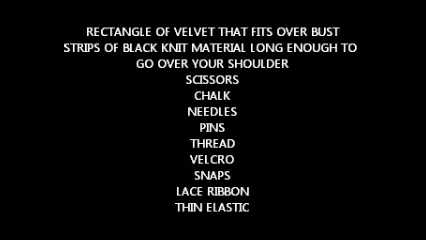 RECTANGLE OF VELVET THAT FITS OVER BUST
STRIPS OF BLACK KNIT MATERIAL LONG ENOUGH TO
GO OVER YOUR SHOULDER
SCISSORS
CHALK
NEEDLES
PINS
THREAD
VELCRO
SNAPS
LACE RIBBON
THIN ELASTIC